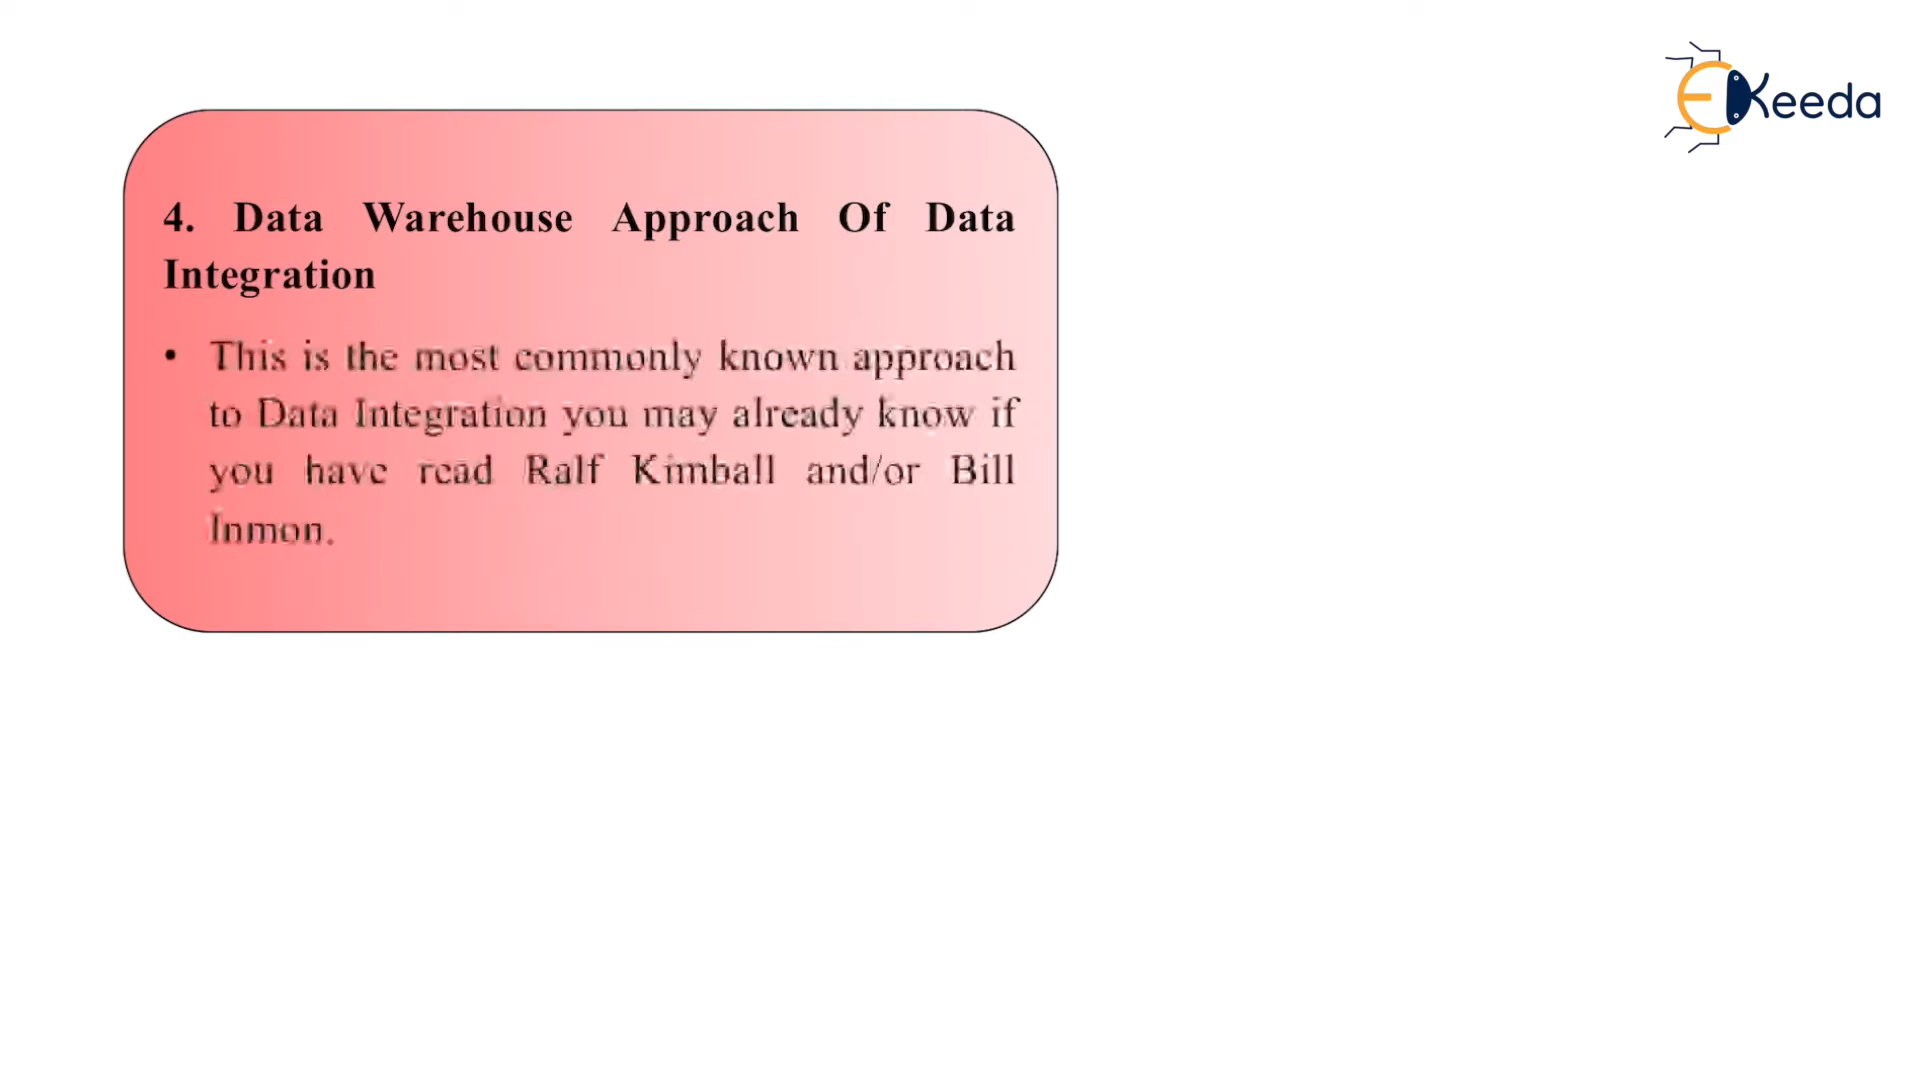 EKeeda
4. Data Warehouse Approach Of Data
Integration
• This is the most commonly known approach
to Data Integration you may already know if
you have read Ralf Kimball and/or Bill
Inmon.